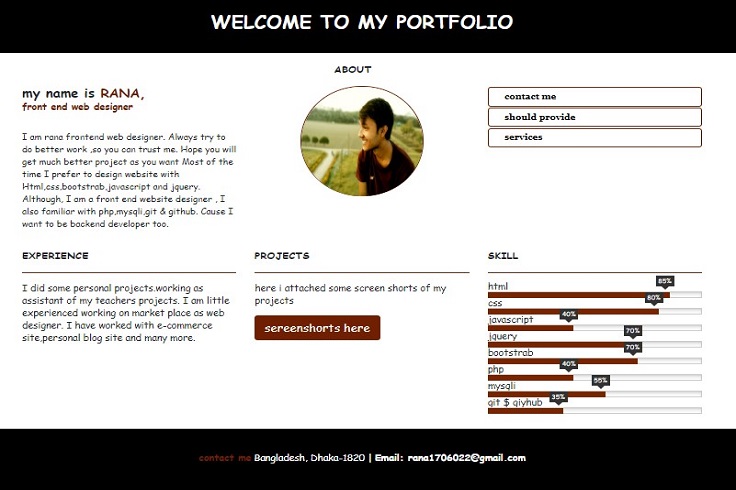 WELCOME TO MY PORTFOLIO
ABOUT
my name is RANA,
front end web designer
I am rana frontend web designer. Always try to
do better work ,so you can trust me. Hope you will
get much better project as you want Most of the
time I prefer to design website with
Html,css,bootstrab,javascript and jquery.
Although, I am a front end website designer , I
also familiar with php,mysqli,git & github. Cause I
want to be backend developer too.
contact me
should provide
services
EXPERIENCE
I did some personal projects.working as
assistant of my teachers projects. I am little
experienced working on market place as web
designer. I have worked with e-commerce
site,personal blog site and many more.
PROJECTS
here i attached some screen shorts of my
projects
screenshorts here
SKILL
html
85%
css
80%
javascript
40%
jquery
70%
bootstrab
70%
php
40%
mysqli
55%
git $ giyhub
35%
contact me Bangladesh, Dhaka-1820 | Email: rana1706022@gmail.com